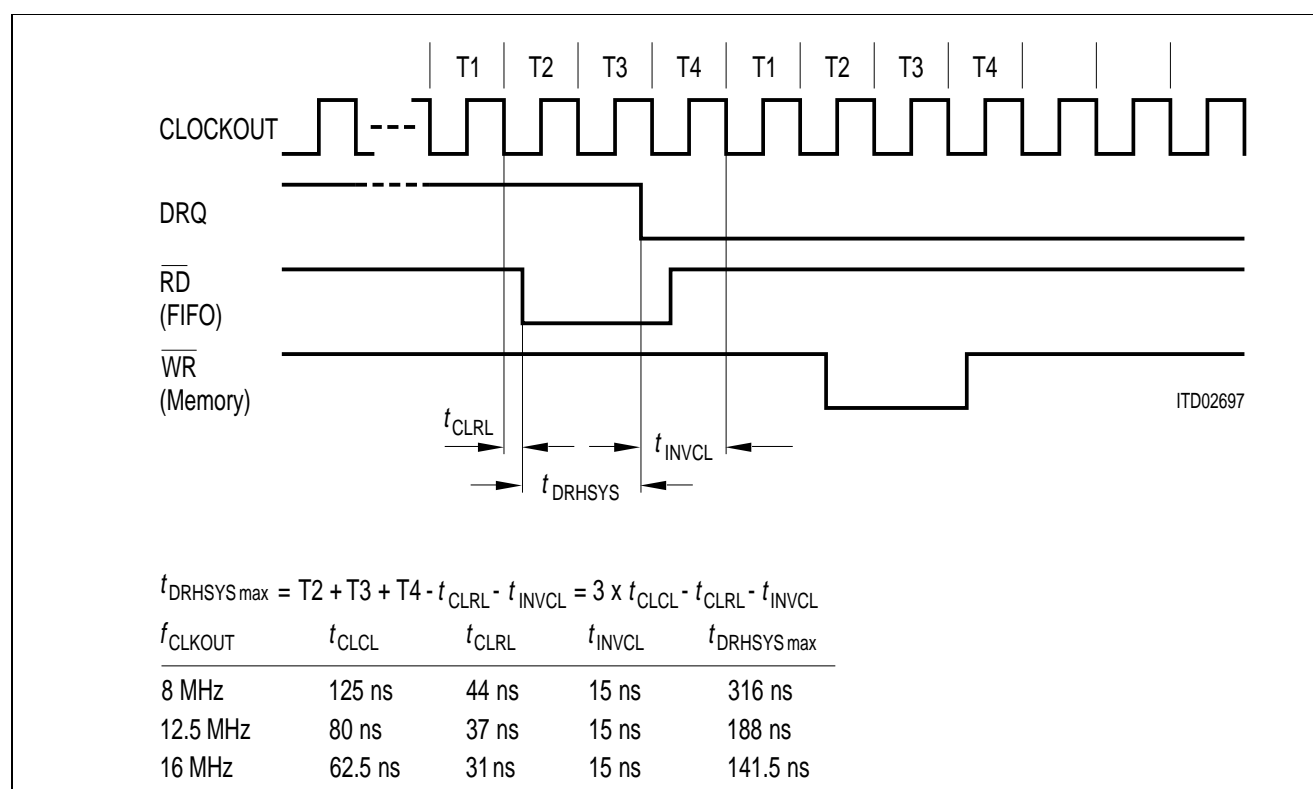 T1 T2 T3 T4 T1 T2 T3 T4
CLOCKOUT
DRQ
RD
(FIFO)
WR
(Memory)
ITD02697
tCLRL
tINVCL
tDRHSYS
tDRHSYS max = T2 + T3 + T4 - tCLRL - tINVCL = 3 x tCLCL - tCLRL - tINVCL
fCLKOUT tCLCL tCLRL tINVCL tDRHSYS max
8 MHz 125 ns 44 ns 15 ns 316 ns
12.5 MHz 80 ns 37 ns 15 ns 188 ns
16 MHz 62.5 ns 31 ns 15 ns 141.5 ns